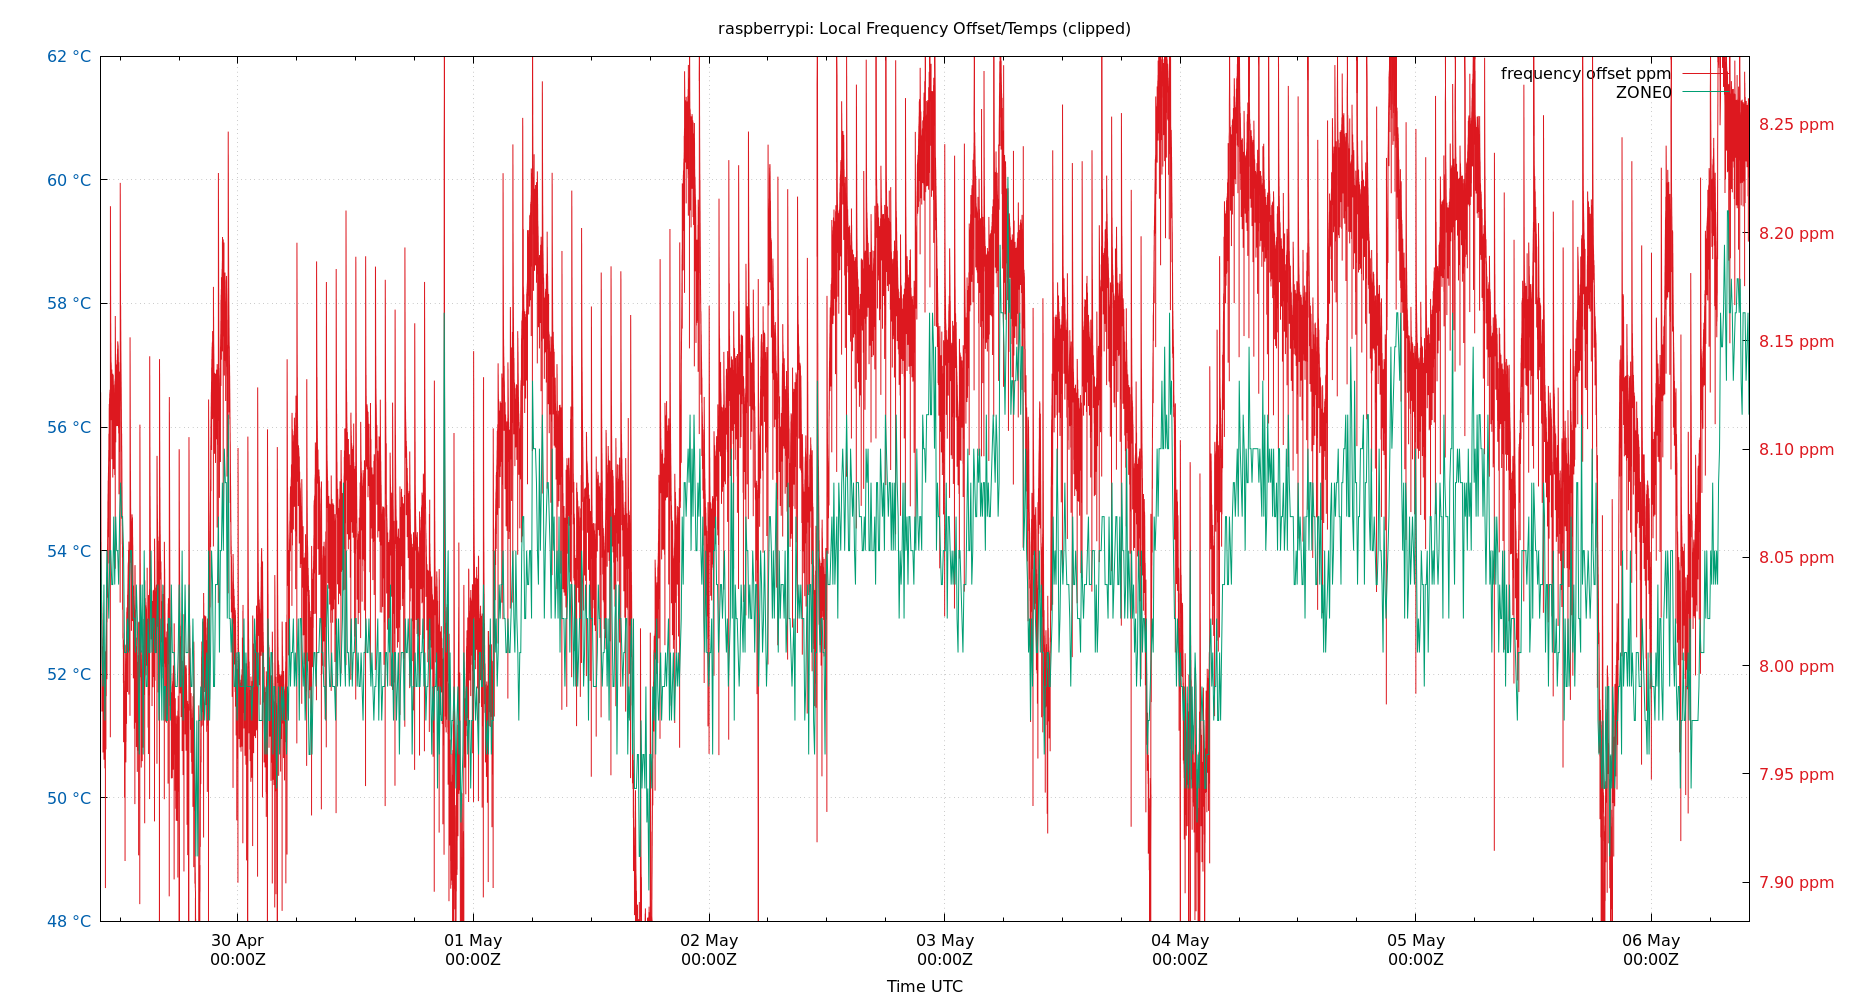 raspberrypi: Local Frequency Offset/Temps (clipped)
62 °C
60 °C
58 °C
56 °C
54 °C
52 °C
50 °C
48 °C
frequency offset ppm
ZONE0
8.25 ppm
8.20 ppm
8.15 ppm
8.10 ppm
8.05 ppm
8.00 ppm
7.95 ppm
7.90 ppm
30 Apr
00:00Z
01 May
00:00Z
02 May
00:00Z
03 May
00:00Z
04 May
00:00Z
05 May
00:00Z
06 May
00:00Z
Time UTC